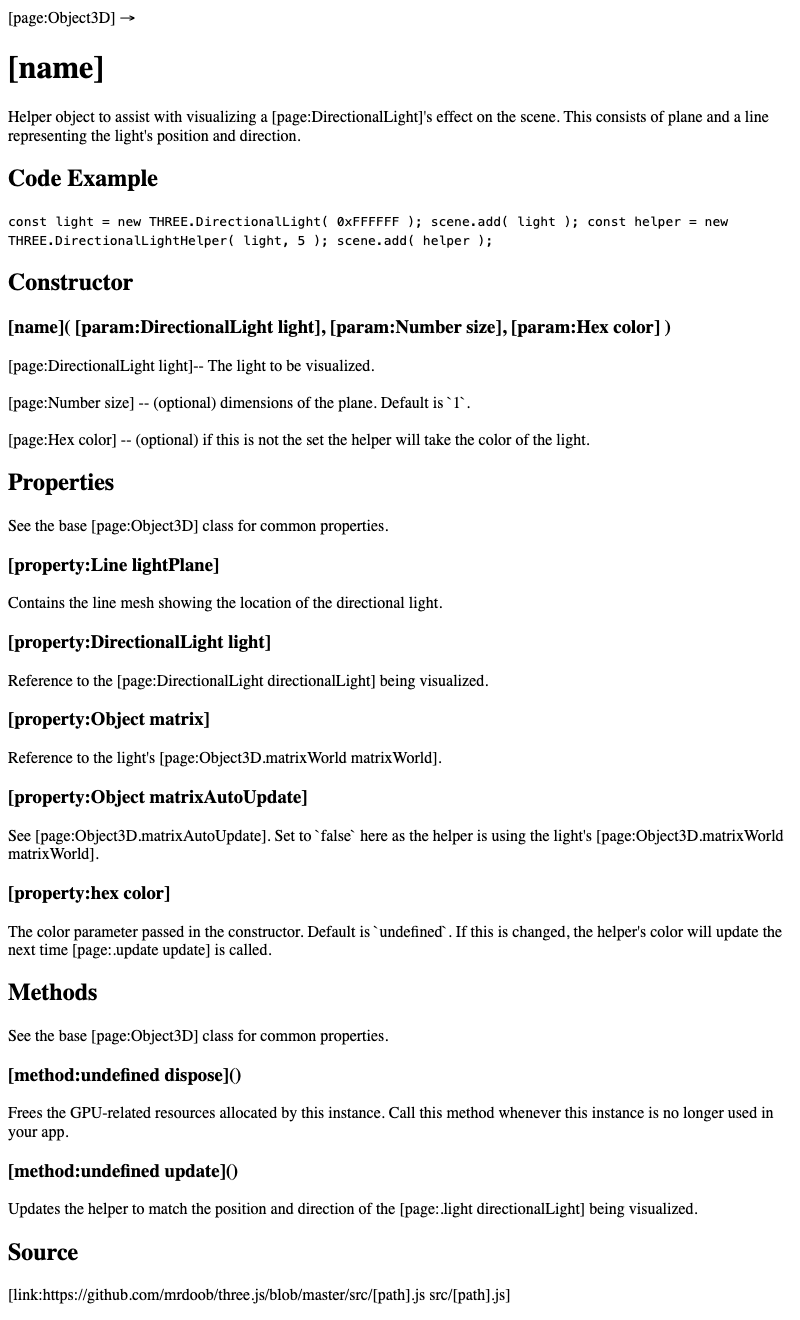 [page:Object3D] →
[name]
Helper object to assist with visualizing a [page:DirectionalLight]'s effect on the scene. This consists of plane and a line
representing the light's position and direction.
Code Example
const light = new THREE.DirectionalLight( 0xFFFFFF ); scene.add( light ); const helper = new
THREE.DirectionalLightHelper( light, 5 ); scene.add( helper );
Constructor
[name]( [param:DirectionalLight light], [param:Number size], [param:Hex color] )
[page:DirectionalLight light]-- The light to be visualized.
[page:Number size] -- (optional) dimensions of the plane. Default is `1`.
[page:Hex color] -- (optional) if this is not the set the helper will take the color of the light.
Properties
See the base [page:Object3D] class for common properties.
[property:Line lightPlane]
Contains the line mesh showing the location of the directional light.
[property:DirectionalLight light]
Reference to the [page:DirectionalLight directionalLight] being visualized.
[property:Object matrix]
Reference to the light's [page:Object3D.matrixWorld matrixWorld].
[property:Object matrixAutoUpdate]
See [page:Object3D.matrixAutoUpdate]. Set to `false` here as the helper is using the light's [page:Object3D.matrixWorld
matrixWorld].
[property:hex color]
The color parameter passed in the constructor. Default is `undefined`. If this is changed, the helper's color will update the
next time [page:.update update] is called.
Methods
See the base [page:Object3D] class for common properties.
[method:undefined dispose]()
Frees the GPU-related resources allocated by this instance. Call this method whenever this instance is no longer used in
your app.
[method:undefined update]()
Updates the helper to match the position and direction of the [page:.light directionalLight] being visualized.
Source
[link:https://github.com/mrdoob/three.js/blob/master/src/[path].js src/[path].js]